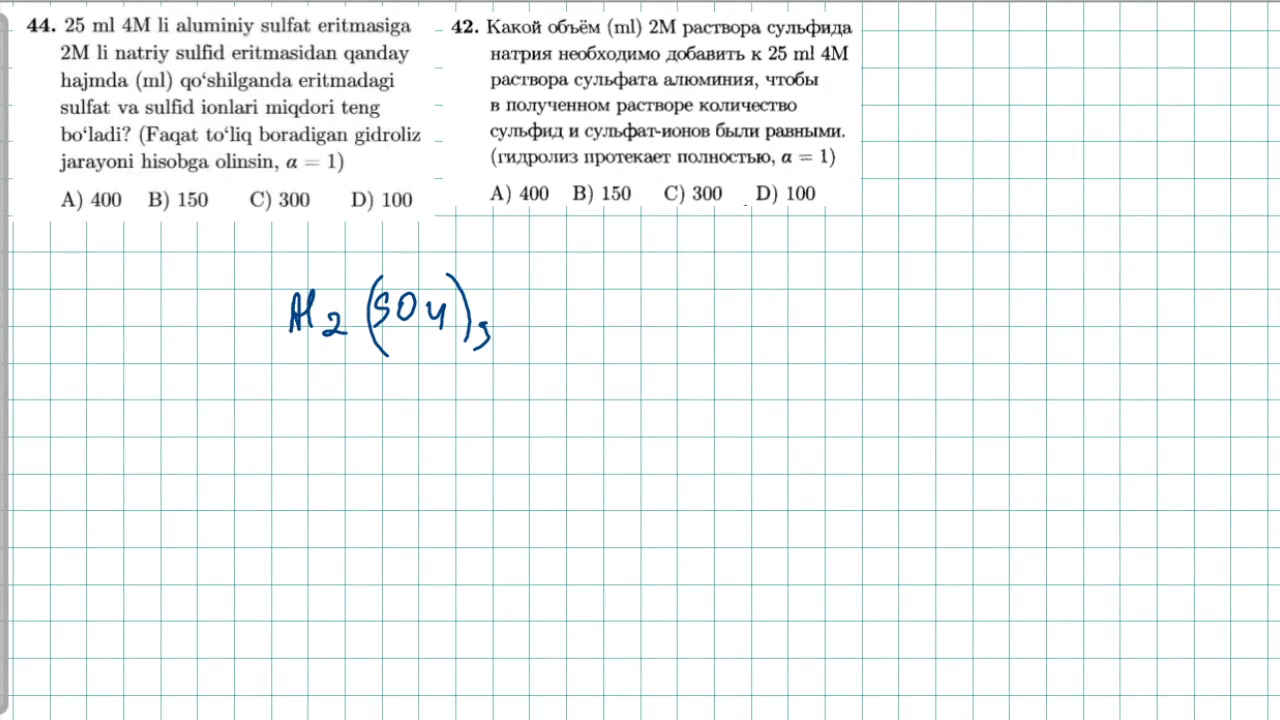 44. 25 ml 4M li aluminiy sulfat eritmasiga
2M li natriy sulfid eritmasidan qanday
hajmda (ml) qo‘shilganda eritmadagi
sulfat va sulfid ionlari miqdori teng
bo‘ladi? (Faqat to‘liq boradigan gidroliz
jarayoni hisobga olinsin, α = 1)
A) 400 B) 150 C) 300 D) 100
42. Какой объём (ml) 2M раствора сульфида
натрия необходимо добавить к 25 ml 4M
раствора сульфата алюминия, чтобы
в полученном растворе количество
сульфид и сульфат-ионов были равными.
(гидролиз протекает полностью, α = 1)
A) 400 B) 150 C) 300 D) 100
Al2(SO4)3